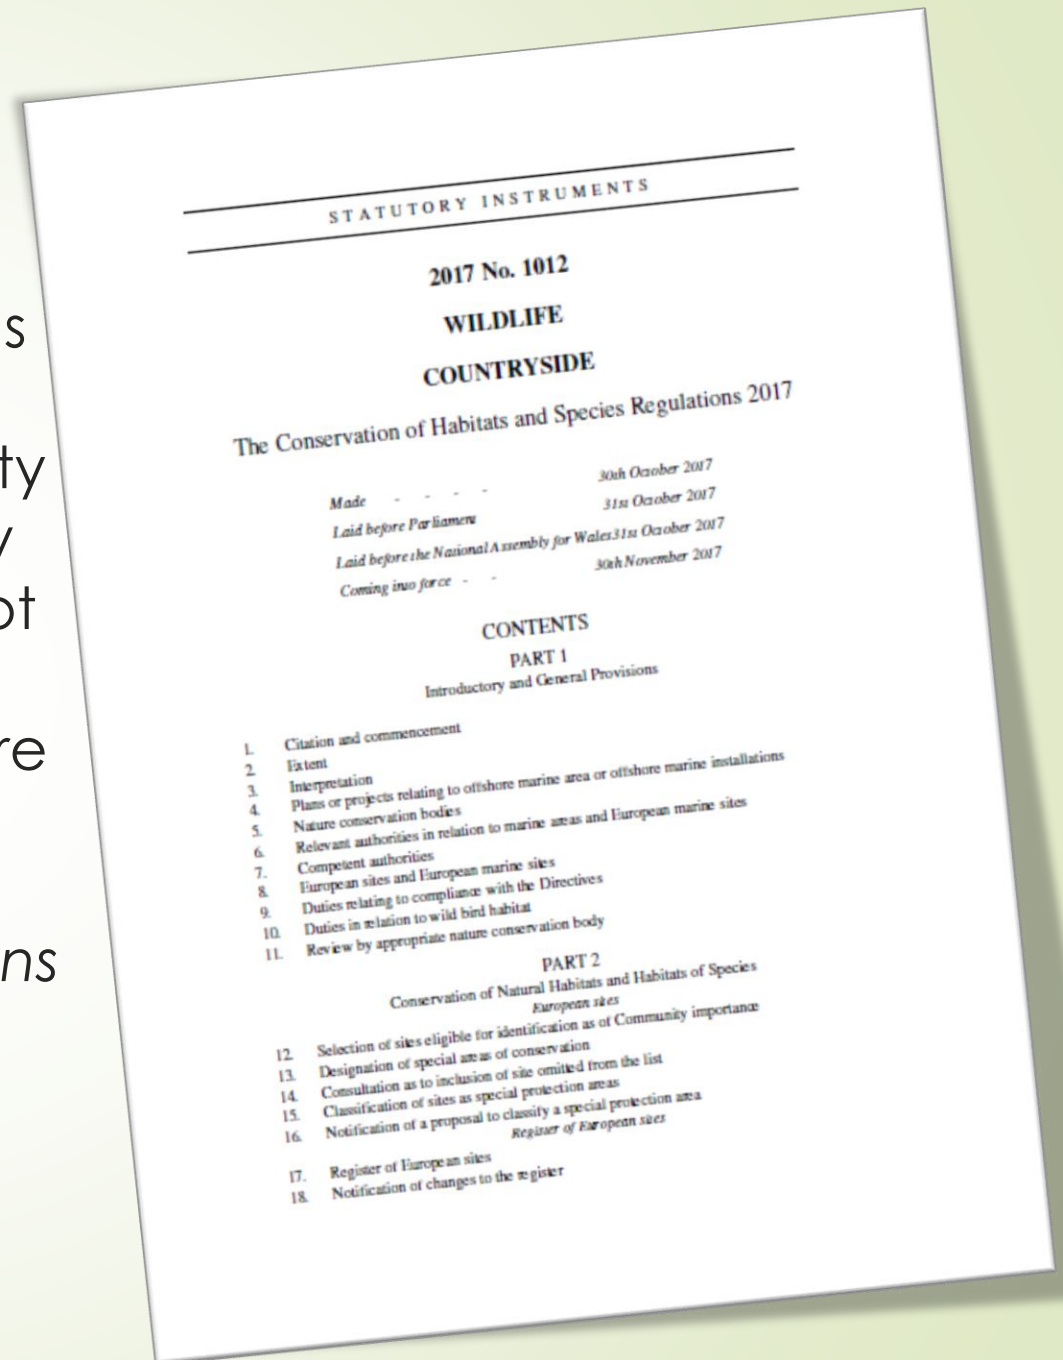 s
ty
y
ot
re
ns
STATUTORY INSTRUMENTS
2017 No. 1012
WILDLIFE
COUNTRYSIDE
The Conservation of Habitats and Species Regulations 2017
Made - - - - 30th October 2017
Laid before Parliament 31st October 2017
Laid before the National Assembly for Wales 31st October 2017
Coming into force - - 30th November 2017
CONTENTS
PART 1
Introductory and General Provisions
1. Citation and commencement
2. Extent
3. Interpretation
4. Plans or projects relating to offshore marine area or offshore marine installations
5. Nature conservation bodies
6. Relevant authorities in relation to marine areas and European marine sites
7. Competent authorities
8. European sites and European marine sites
9. Duties relating to compliance with the Directives
10. Duties in relation to wild bird habitat
11. Review by appropriate nature conservation body
PART 2
Conservation of Natural Habitats and Habitats of Species
European sites
12. Selection of sites eligible for identification as of Community importance
13. Designation of special areas of conservation
14. Consultation as to inclusion of site omitted from the list
15. Classification of sites as special protection areas
16. Notification of a proposal to classify a special protection area
Register of European sites
17. Register of European sites
18. Notification of changes to the register